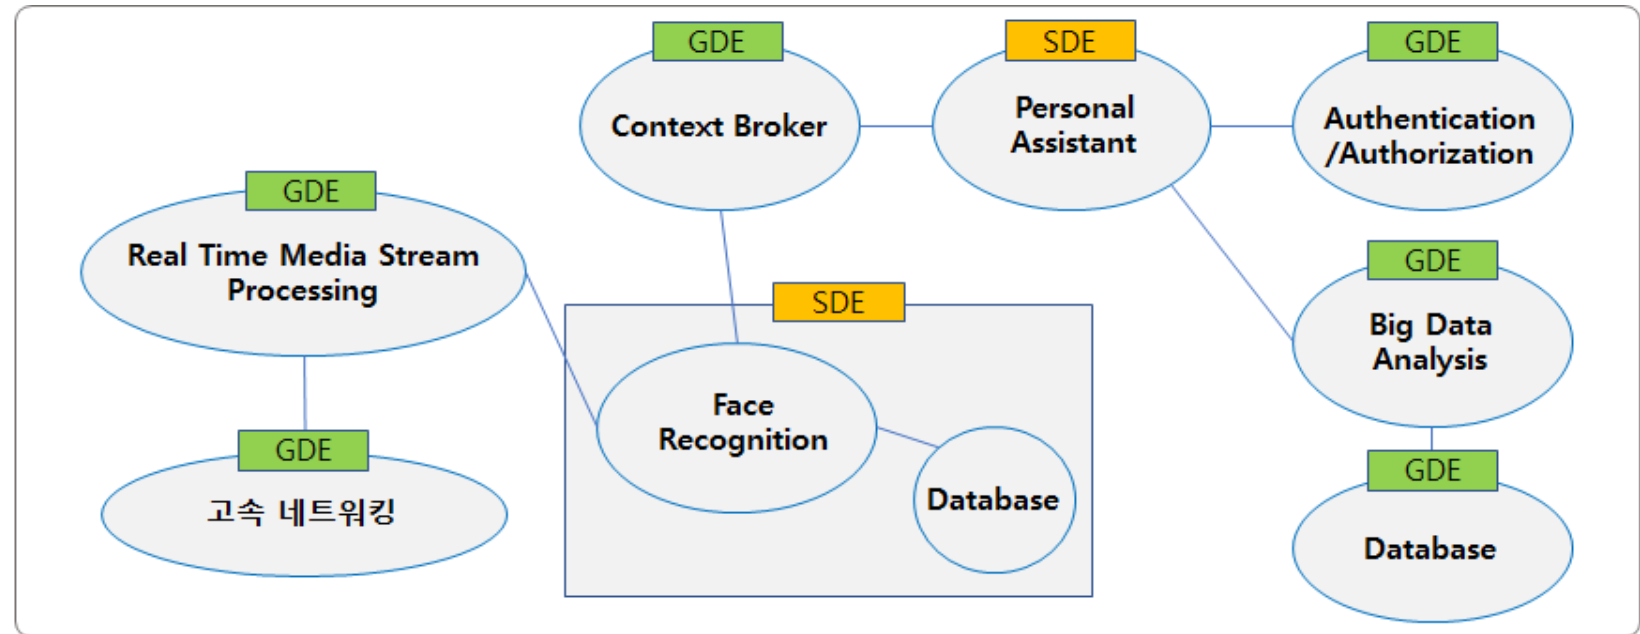 GDE
Context Broker
SDE
Personal
Assistant
GDE
Authentication
/Authorization
GDE
Real Time Media Stream
Processing
GDE
고속 네트워킹
SDE
Face
Recognition
Database
GDE
Big Data
Analysis
GDE
Database